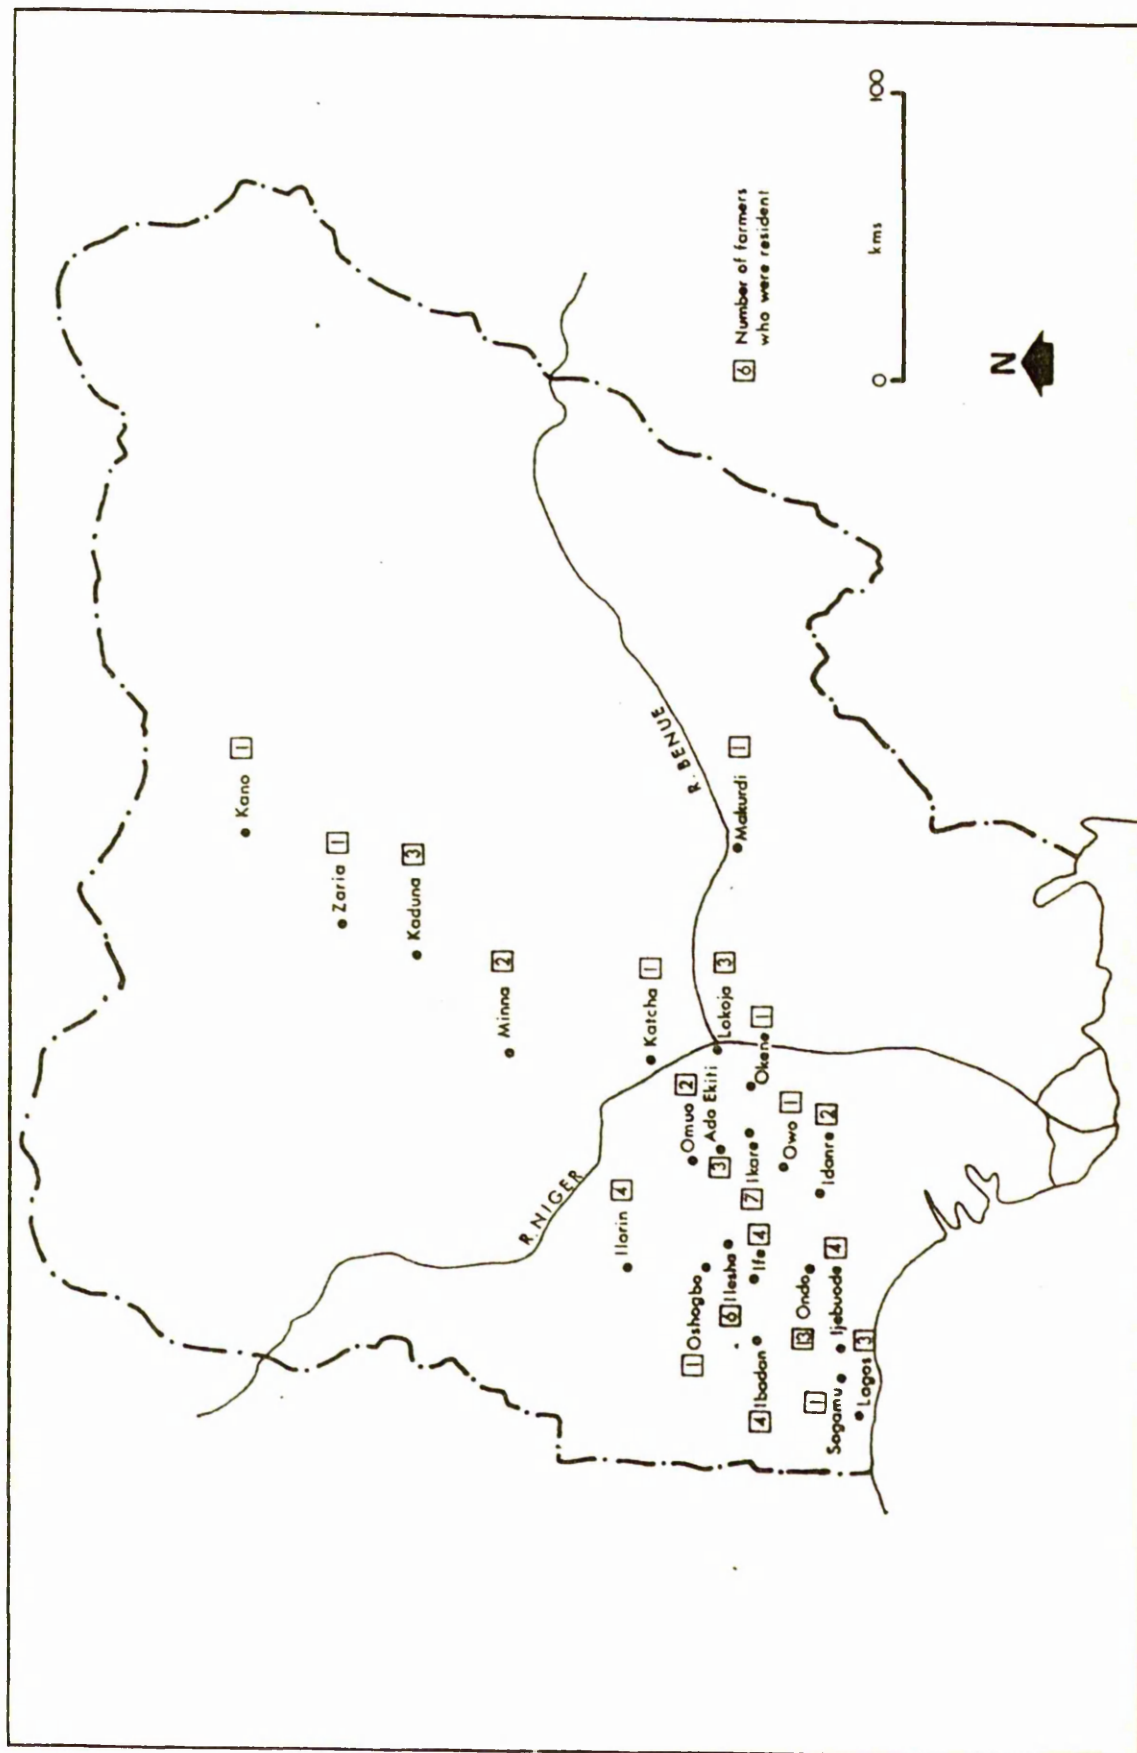 Kano 1
Zaria 1
Kaduna 3
Minna 2
R. NIGER
Katcha 1
Ilorin 4
R. BENUE
Omuo 2
Lokoja 3
Ado Ekiti
3
1 Oshogbo
6 Ilesha
Makurdi 1
Okene 1
7 Ikare
Ife 4
4 Ibadan
Owo 1
Idanre 2
13 Ondo
1
Sagamu
Ijebuode 4
Lagos 3
6 Number of farmers
who were resident
0 kms 100
N